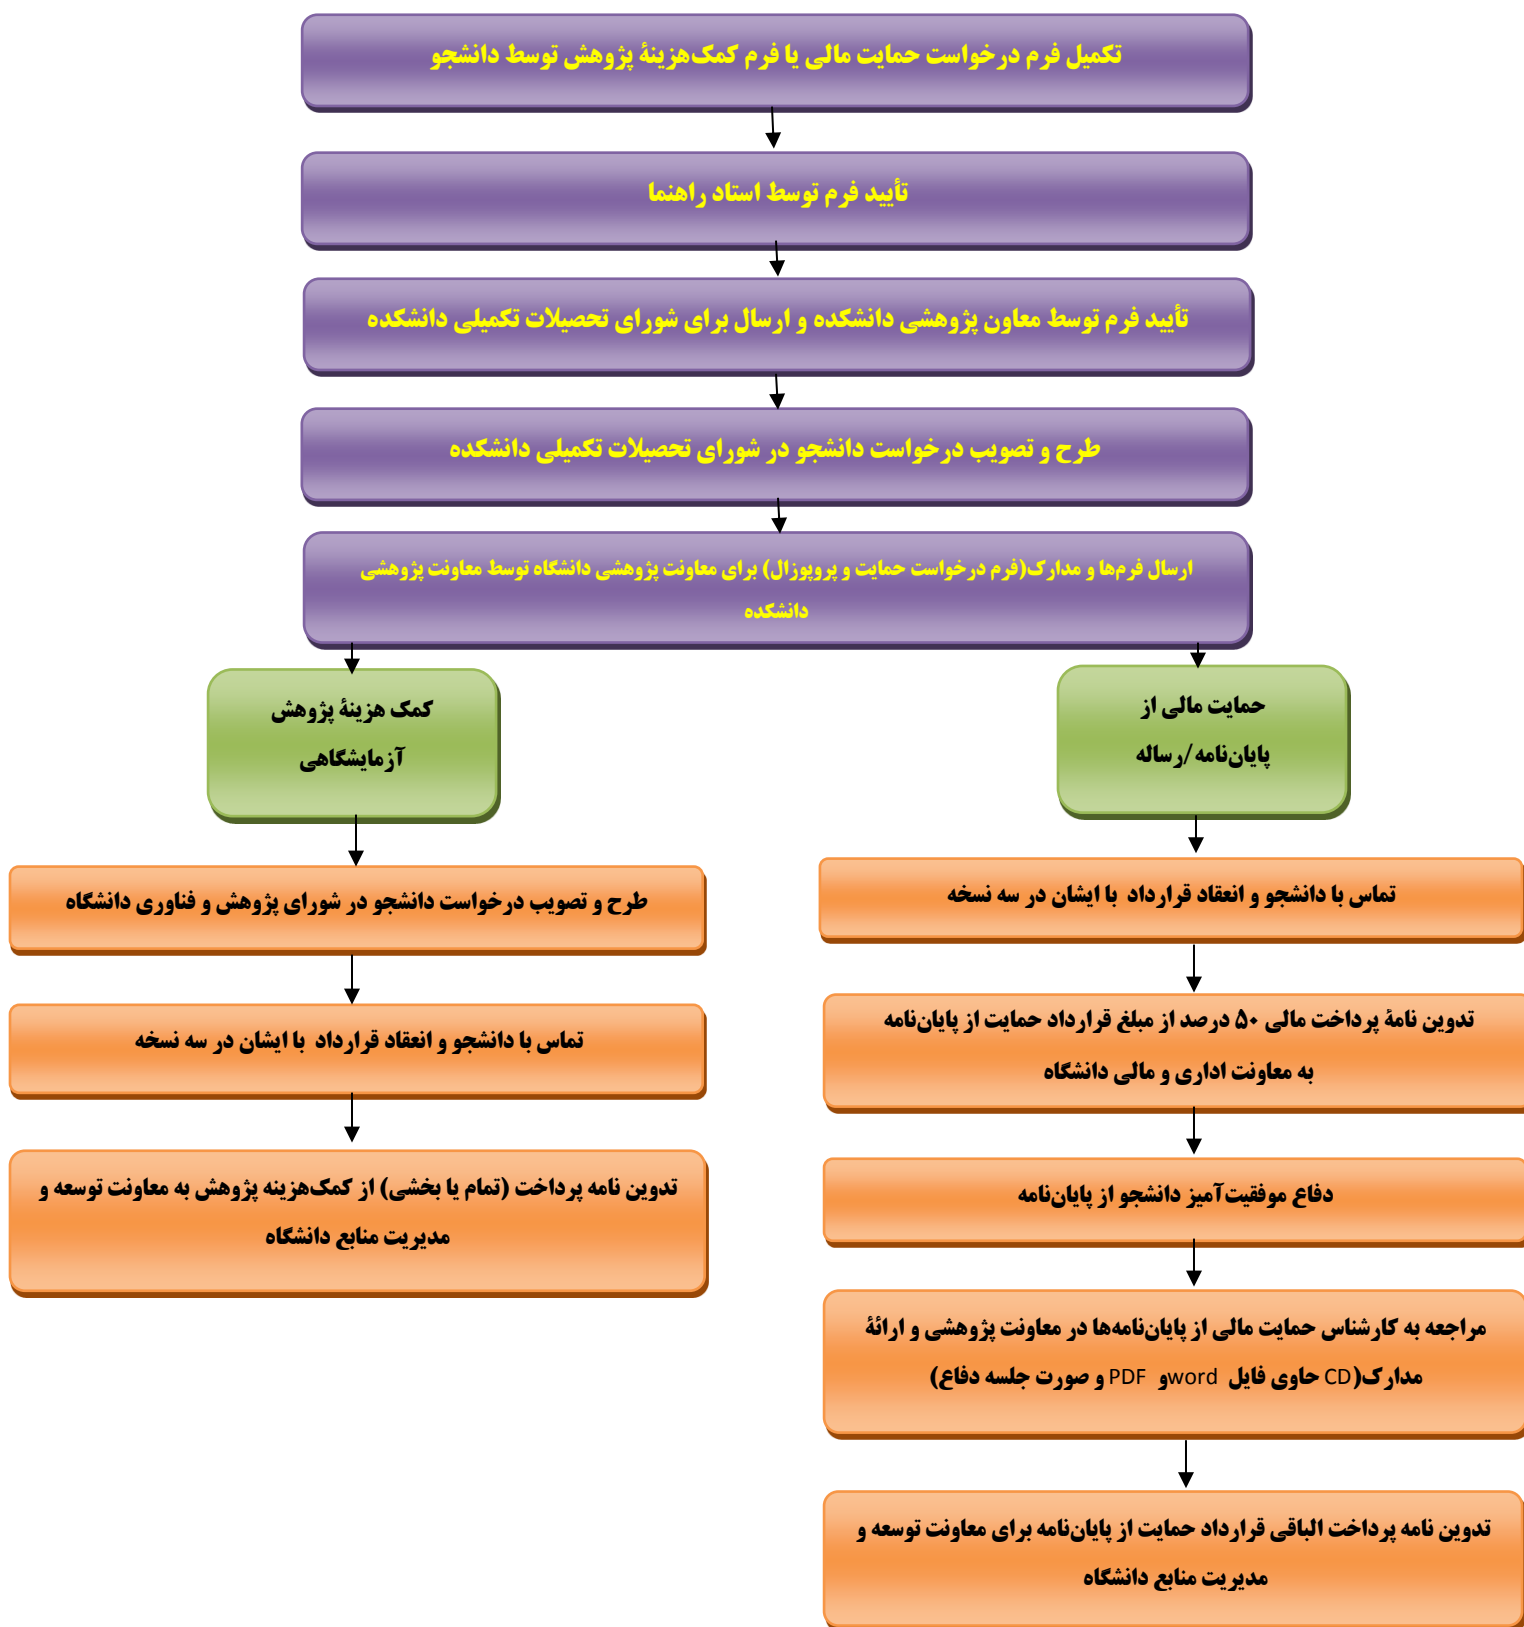 تکمیل فرم درخواست حمایت مالی یا فرم کمک‌هزینهٔ پژوهش توسط دانشجو
تأیید فرم توسط استاد راهنما
تأیید فرم توسط معاون پژوهشی دانشکده و ارسال برای شورای تحصیلات تکمیلی دانشکده
طرح و تصویب درخواست دانشجو در شورای تحصیلات تکمیلی دانشکده
ارسال فرم‌ها و مدارک(فرم درخواست حمایت و پروپوزال) برای معاونت پژوهشی دانشگاه توسط معاونت پژوهشی
دانشکده
حمایت مالی از
پایان‌نامه/رساله
تماس با دانشجو و انعقاد قرارداد با ایشان در سه نسخه
تدوین نامهٔ پرداخت مالی ۵۰ درصد از مبلغ قرارداد حمایت از پایان‌نامه
به معاونت اداری و مالی دانشگاه
دفاع موفقیت‌آمیز دانشجو از پایان‌نامه
مراجعه به کارشناس حمایت مالی از پایان‌نامه‌ها در معاونت پژوهشی و ارائهٔ
مدارک(CD حاوی فایل word و PDF و صورت جلسه دفاع)
تدوین نامه پرداخت الباقی قرارداد حمایت از پایان‌نامه برای معاونت توسعه و
مدیریت منابع دانشگاه
کمک هزینهٔ پژوهش
آزمایشگاهی
طرح و تصویب درخواست دانشجو در شورای پژوهش و فناوری دانشگاه
تماس با دانشجو و انعقاد قرارداد با ایشان در سه نسخه
تدوین نامه پرداخت (تمام یا بخشی) از کمک‌هزینه پژوهش به معاونت توسعه و
مدیریت منابع دانشگاه